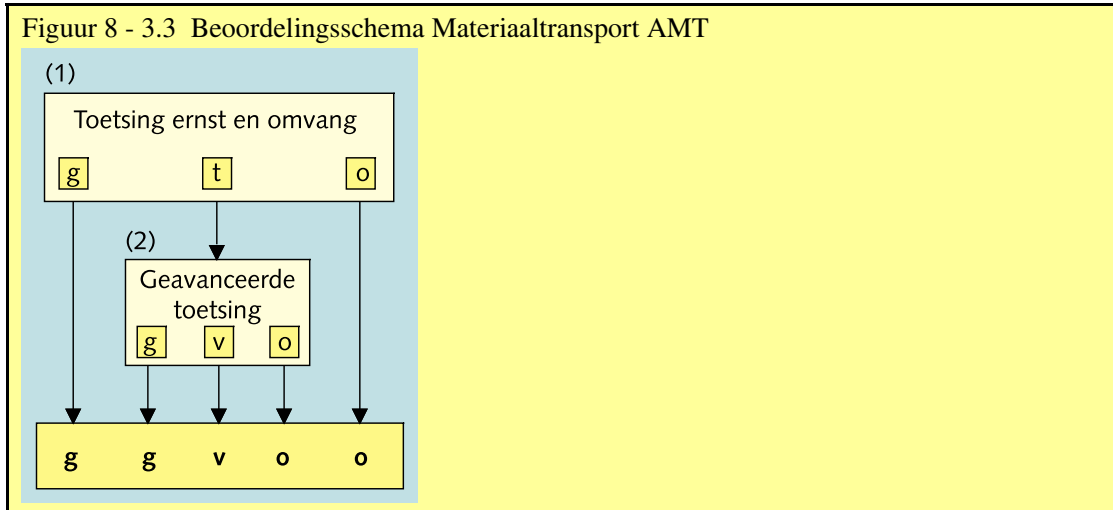 Figuur 8 - 3.3 Beoordelingsschema Materiaaltransport AMT
(1)
Toetsing ernst en omvang
g t o
(2)
Geavanceerde
toetsing
g v o
g g v o o